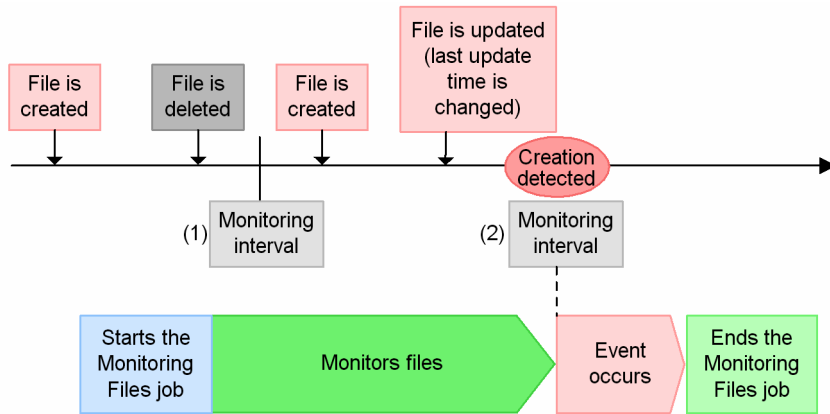 File is
created
File is
deleted
File is
created
File is updated
(last update
time is
changed)
Creation
detected
(1)
Monitoring
interval
(2)
Monitoring
interval
Starts the
Monitoring
Files job
Monitors files
Event
occurs
Ends the
Monitoring
Files job